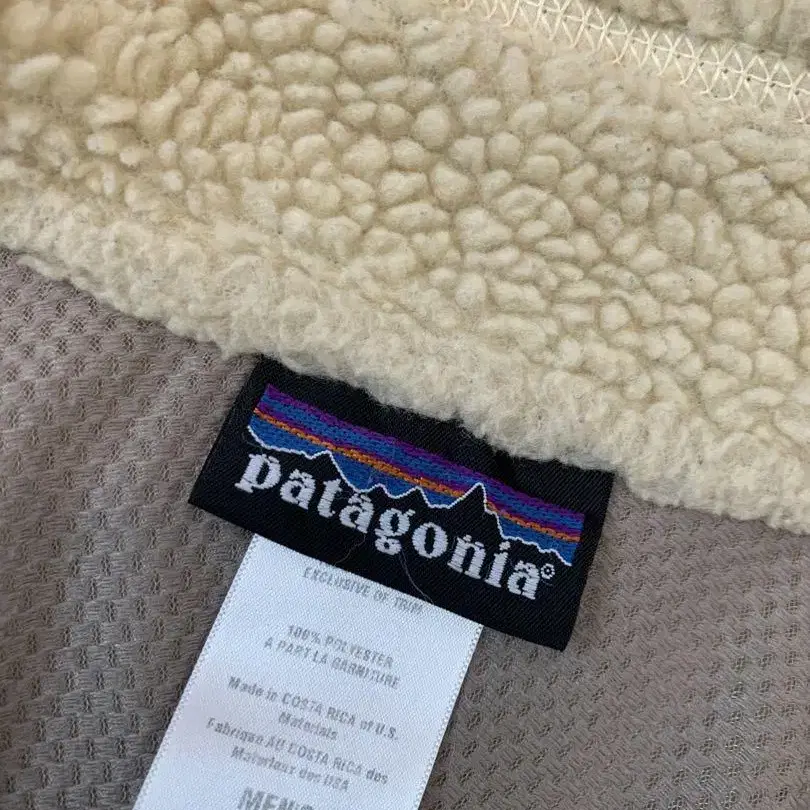 patagonia®
EXCLUSIVE OF TRIM
100% POLYESTER
A PART LA GARNITURE
Made in COSTA RICA of U.S.
Materials
Fabriqué AU COSTA RICA des
Materiaux des USA